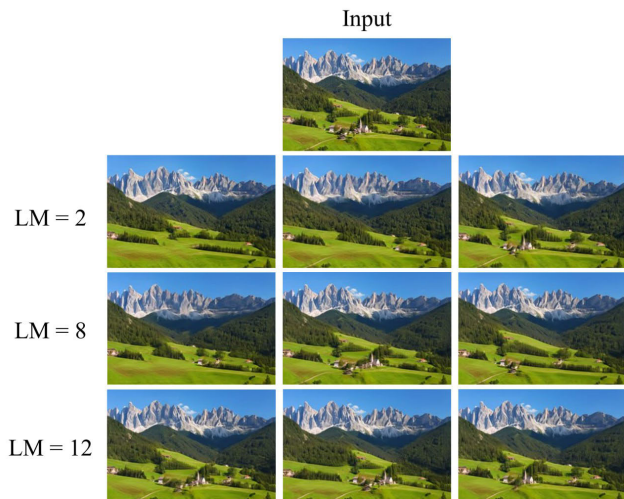 Input
LM = 2
LM = 8
LM = 12